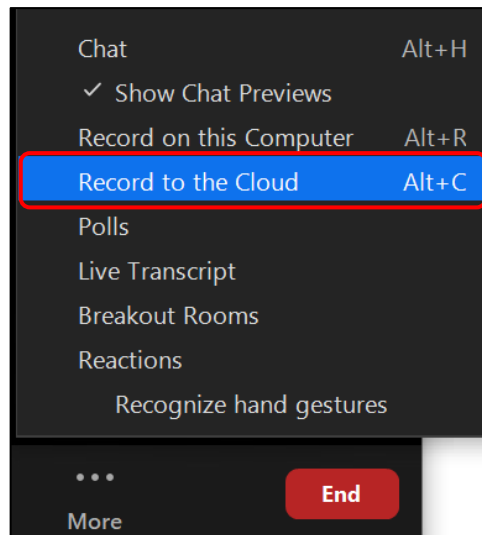 Chat Alt+H
✓ Show Chat Previews
Record on this Computer Alt+R
Record to the Cloud Alt+C
Polls
Live Transcript
Breakout Rooms
Reactions
Recognize hand gestures
End
More